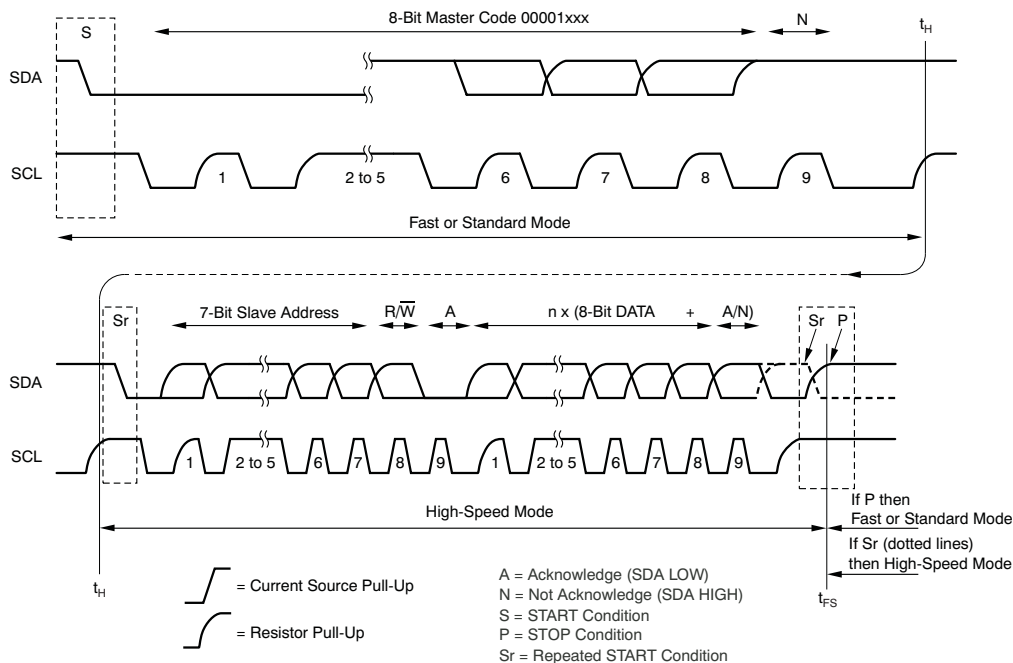 8-Bit Master Code 00001xxx
S
N
tH
SDA
SCL
1
2 to 5
6
7
8
9
Fast or Standard Mode
Sr
7-Bit Slave Address
R/W̅
A
n x (8-Bit DATA
+
A/N)
Sr
P
SDA
SCL
1
2 to 5
6
7
8
9
1
2 to 5
6
7
8
9
High-Speed Mode
If P then
Fast or Standard Mode
If Sr (dotted lines)
then High-Speed Mode
tH
tFS
= Current Source Pull-Up
= Resistor Pull-Up
A = Acknowledge (SDA LOW)
N = Not Acknowledge (SDA HIGH)
S = START Condition
P = STOP Condition
Sr = Repeated START Condition